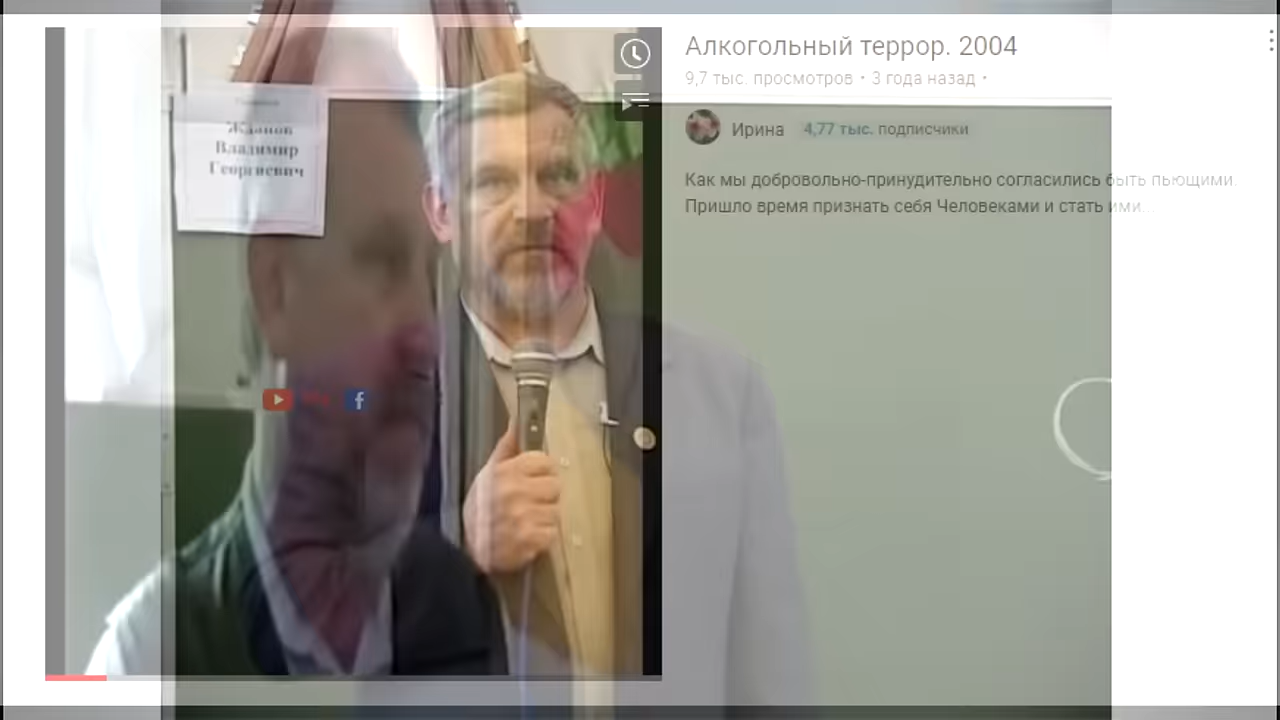 Алкогольный террор. 2004
9,7 тыс. просмотров • 3 года назад •
Жданов
Владимир
Георгиевич
Ирина 4,77 тыс. подписчики
Как мы добровольно-принудительно согласились быть пьющими.
Пришло время признать себя Человеками и стать ими...